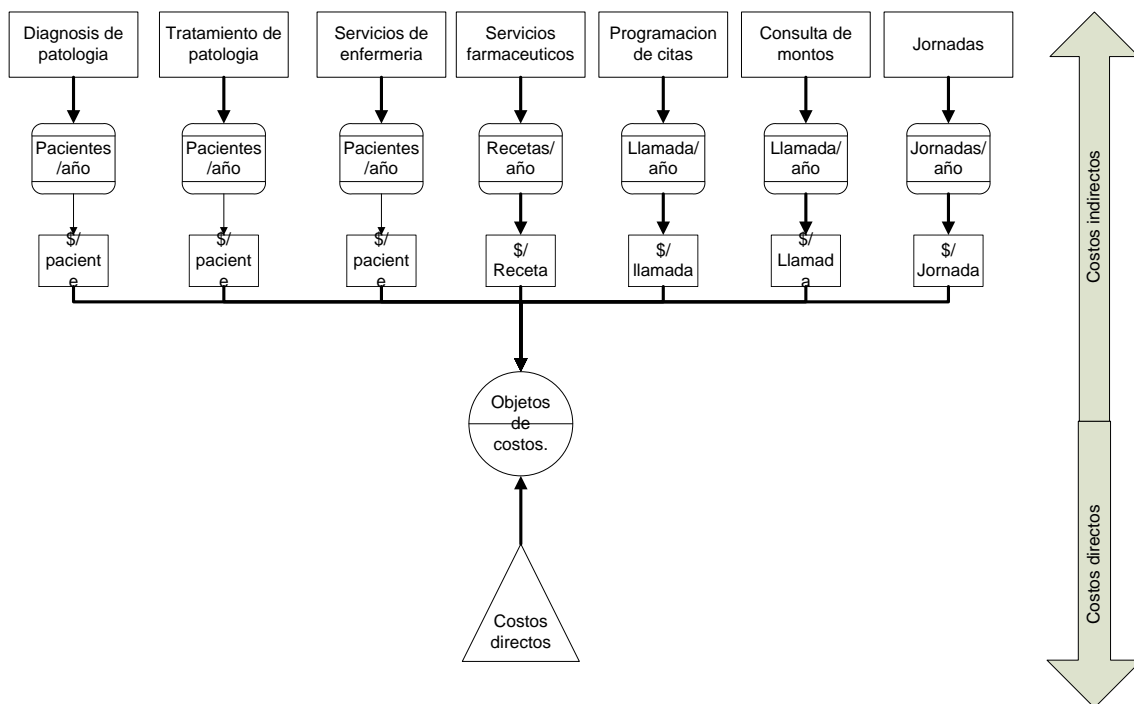 Diagnosis de
patologia
Tratamiento de
patologia
Servicios de
enfermeria
Servicios
farmaceuticos
Programacion
de citas
Consulta de
montos
Jornadas
Pacientes
/año
Pacientes
/año
Pacientes
/año
Recetas/
año
Llamada/
año
Llamada/
año
Jornadas/
año
$/
pacient
e
$/
pacient
e
$/
pacient
e
$/
Receta
$/
llamada
$/
Llamad
a
$/
Jornada
Objetos
de
costos.
Costos
directos
Costos indirectos
Costos directos